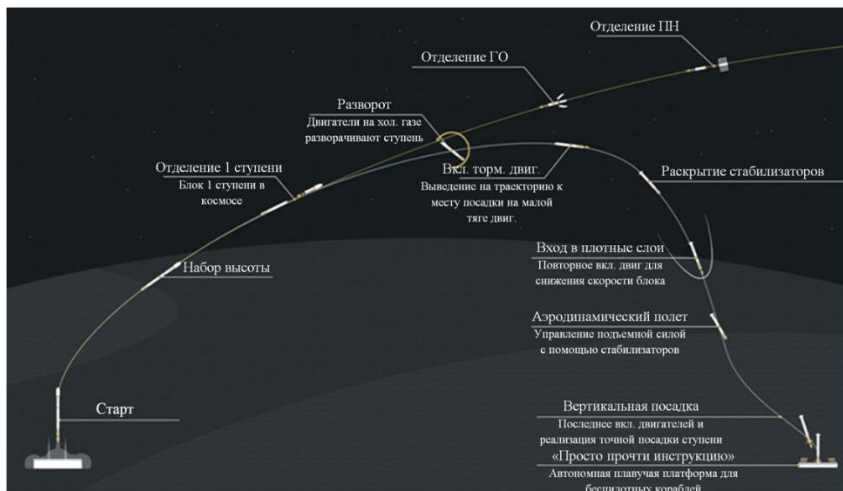 Отделение ПН
Отделение ГО
Разворот
Двигатели на хол. газе
разворачивают ступень
Отделение 1 ступени
Блок 1 ступени в
космосе
Вкл. торм. двиг.
Выведение на траекторию к
месту посадки на малой
тяге двиг.
Раскрытие стабилизаторов
Набор высоты
Вход в плотные слои
Повторное вкл. двиг для
снижения скорости блока
Аэродинамический полет
Управление подъемной силой
с помощью стабилизаторов
Старт
Вертикальная посадка
Последнее вкл. двигателей и
реализация точной посадки ступени
«Просто прочти инструкцию»
Автономная плавучая платформа для
беспилотных кораблей